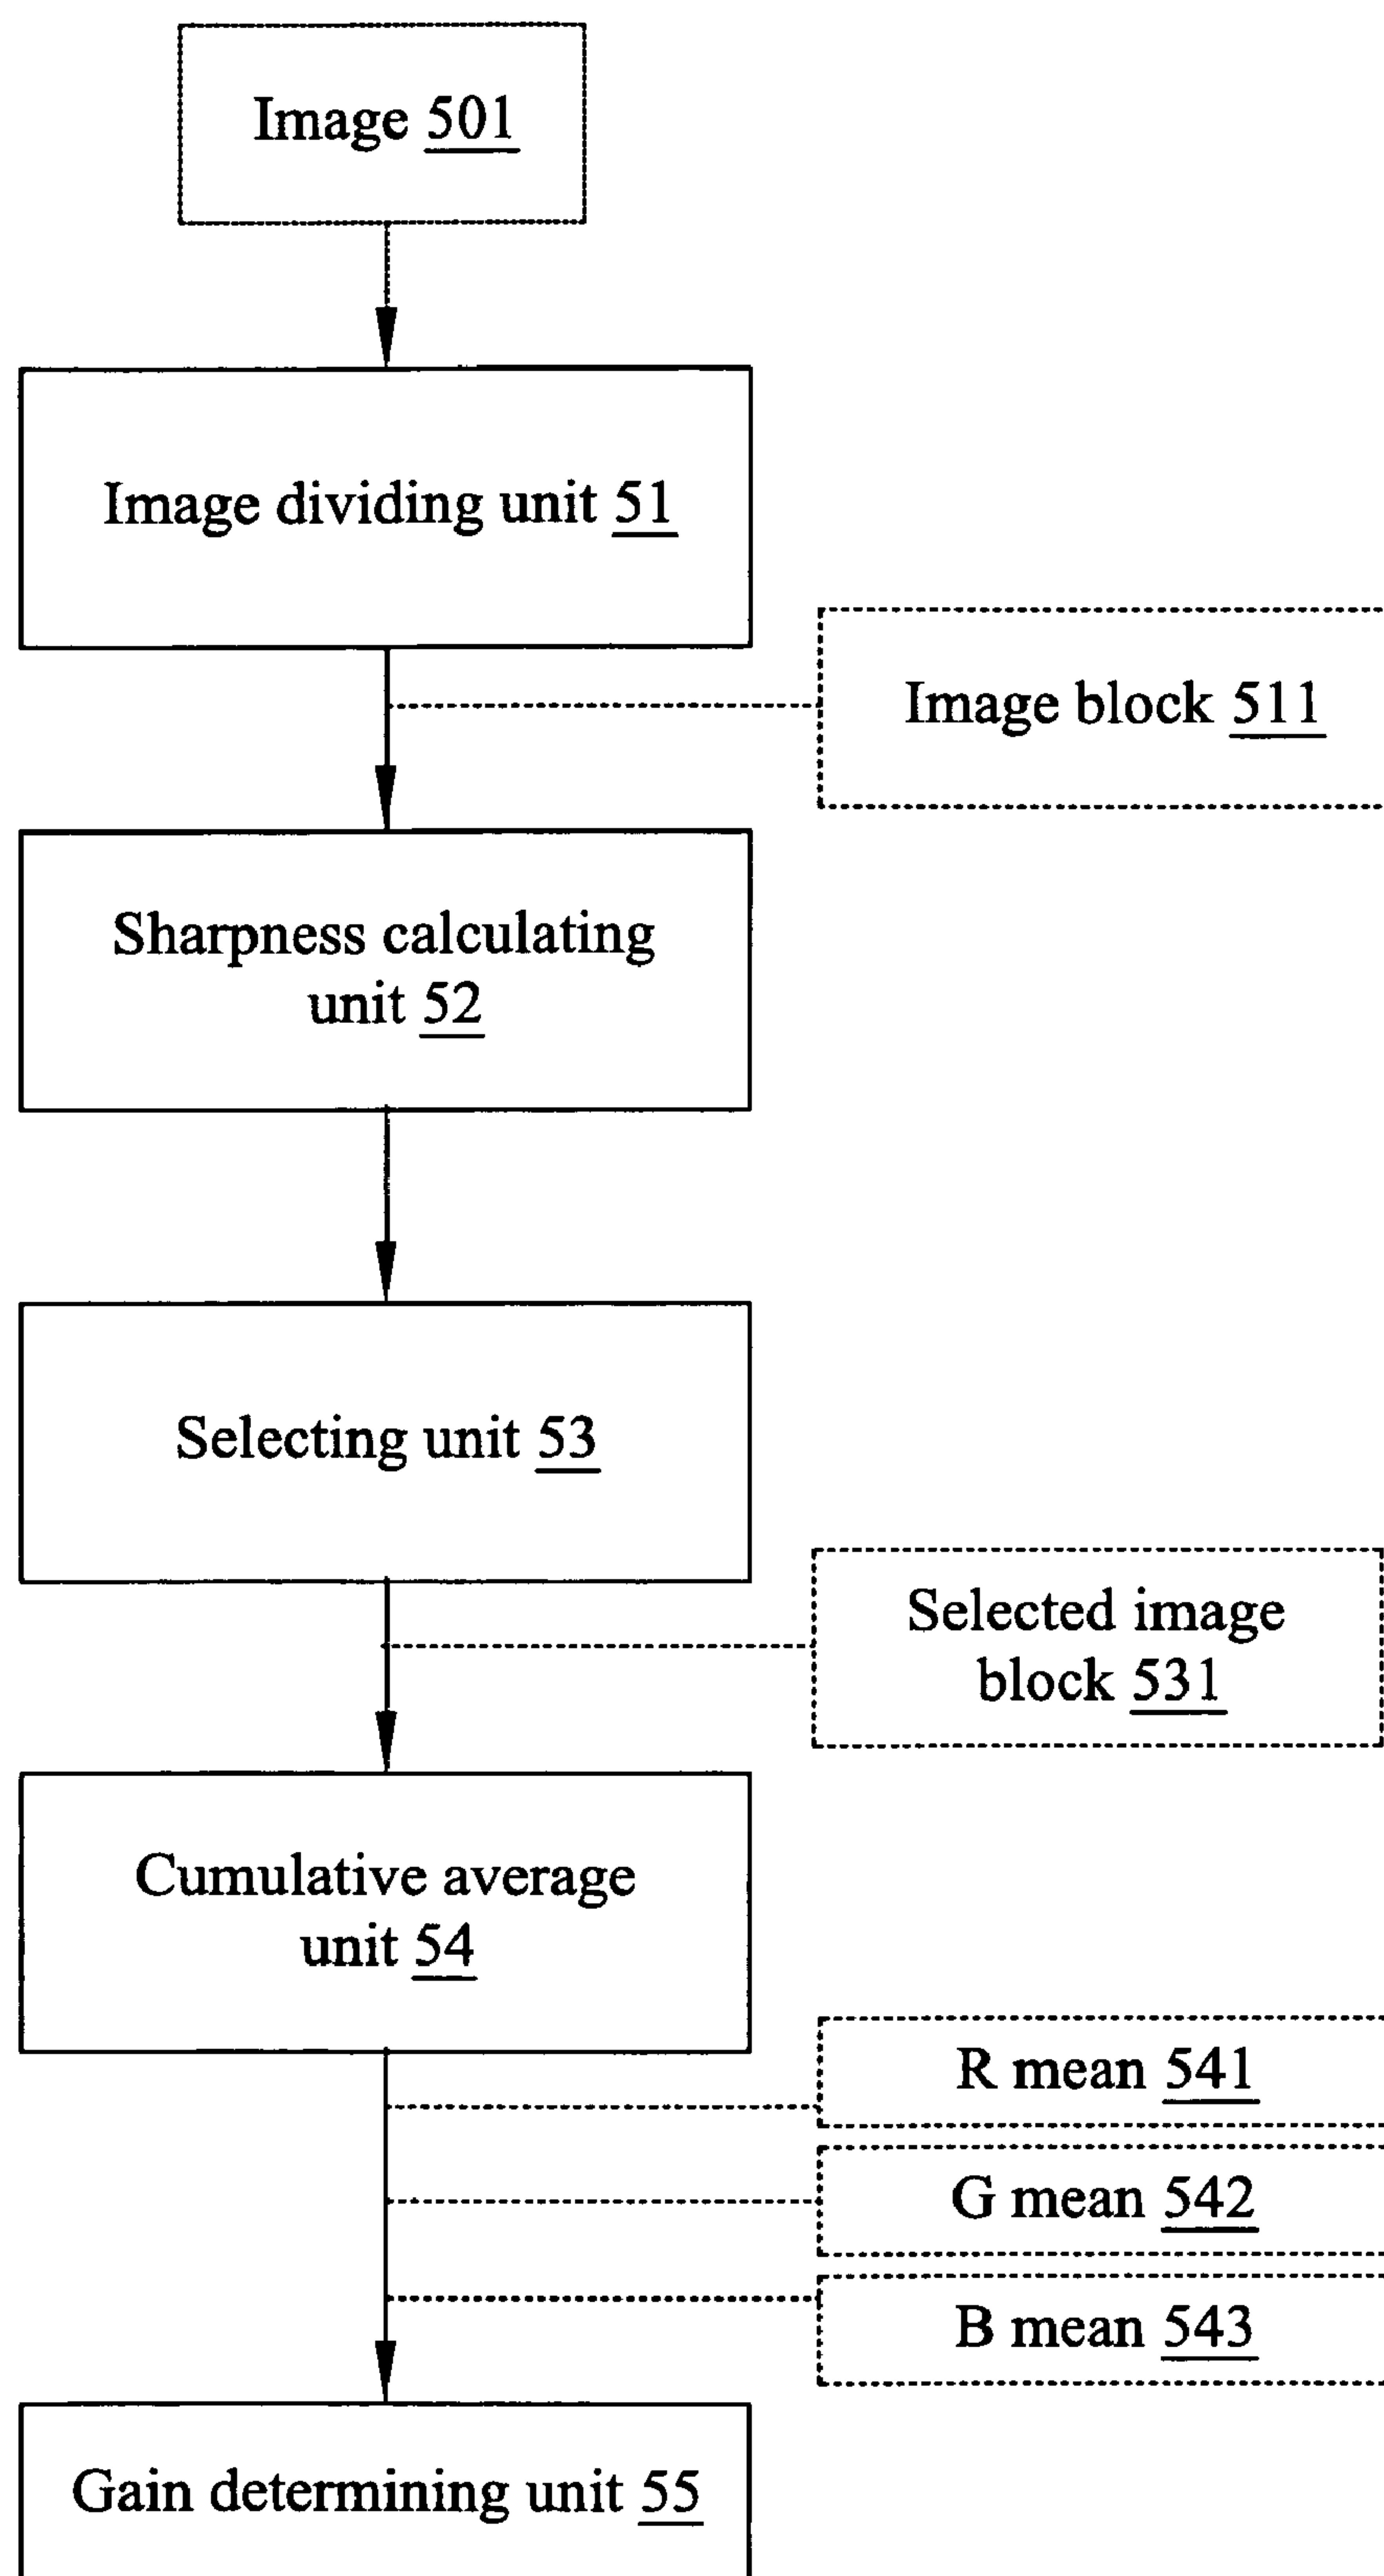 Image 501
Image dividing unit 51
Image block 511
Sharpness calculating
unit 52
Selecting unit 53
Selected image
block 531
Cumulative average
unit 54
R mean 541
G mean 542
B mean 543
Gain determining unit 55